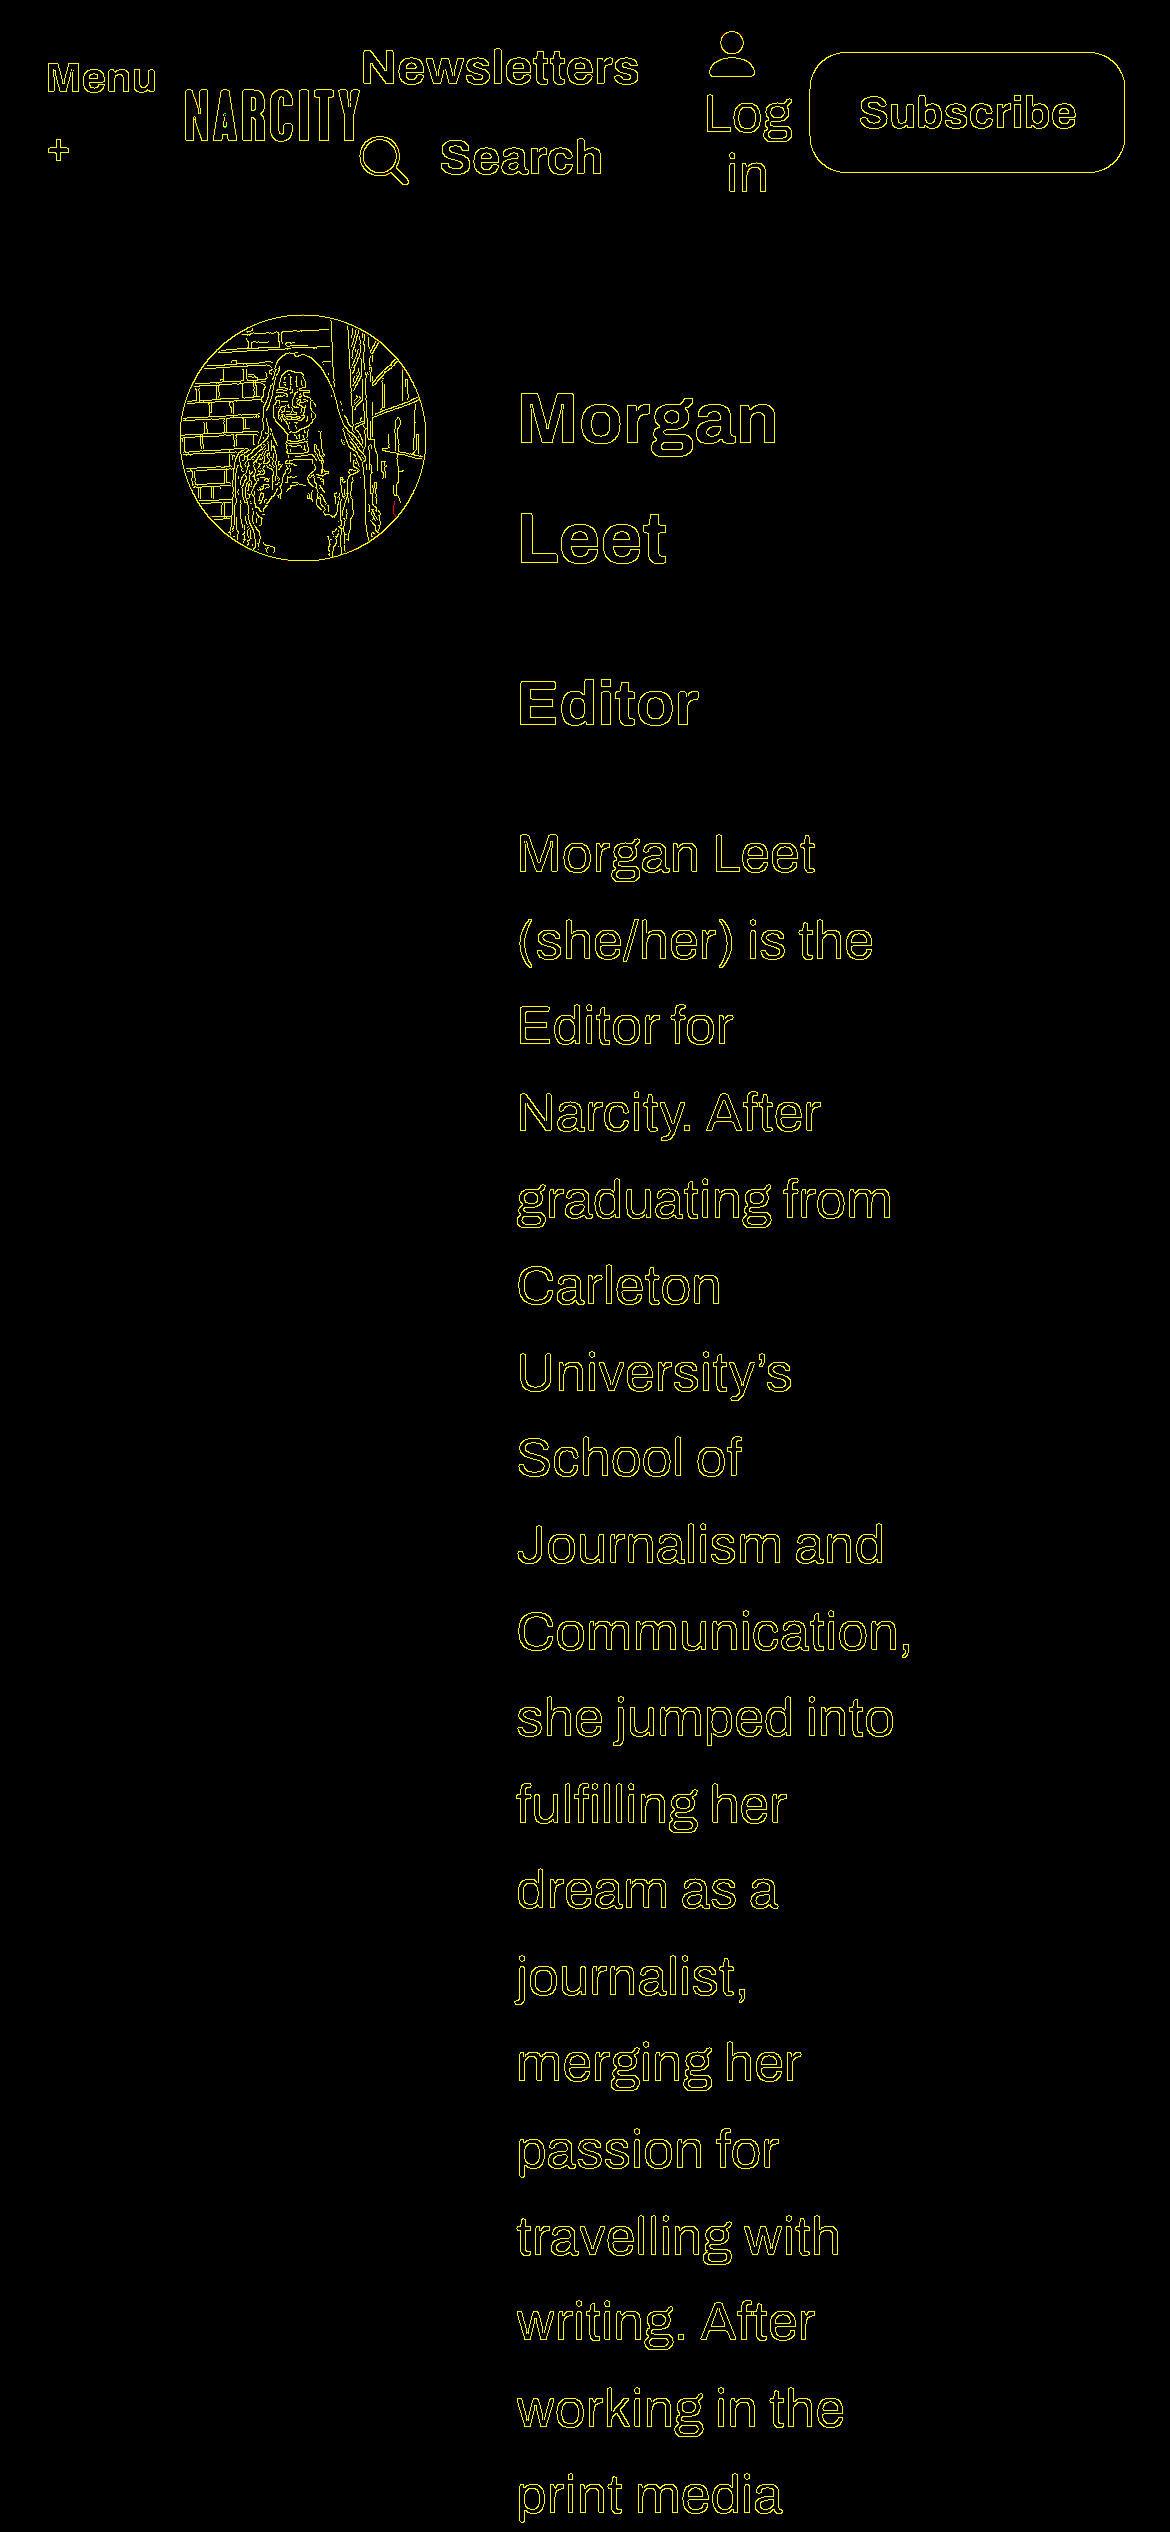 Menu
+
NARCITY
Newsletters
Search
Log
in
Subscribe
Morgan
Leet
Editor
Morgan Leet
(she/her) is the
Editor for
Narcity. After
graduating from
Carleton
University’s
School of
Journalism and
Communication,
she jumped into
fulfilling her
dream as a
journalist,
merging her
passion for
travelling with
writing. After
working in the
print media